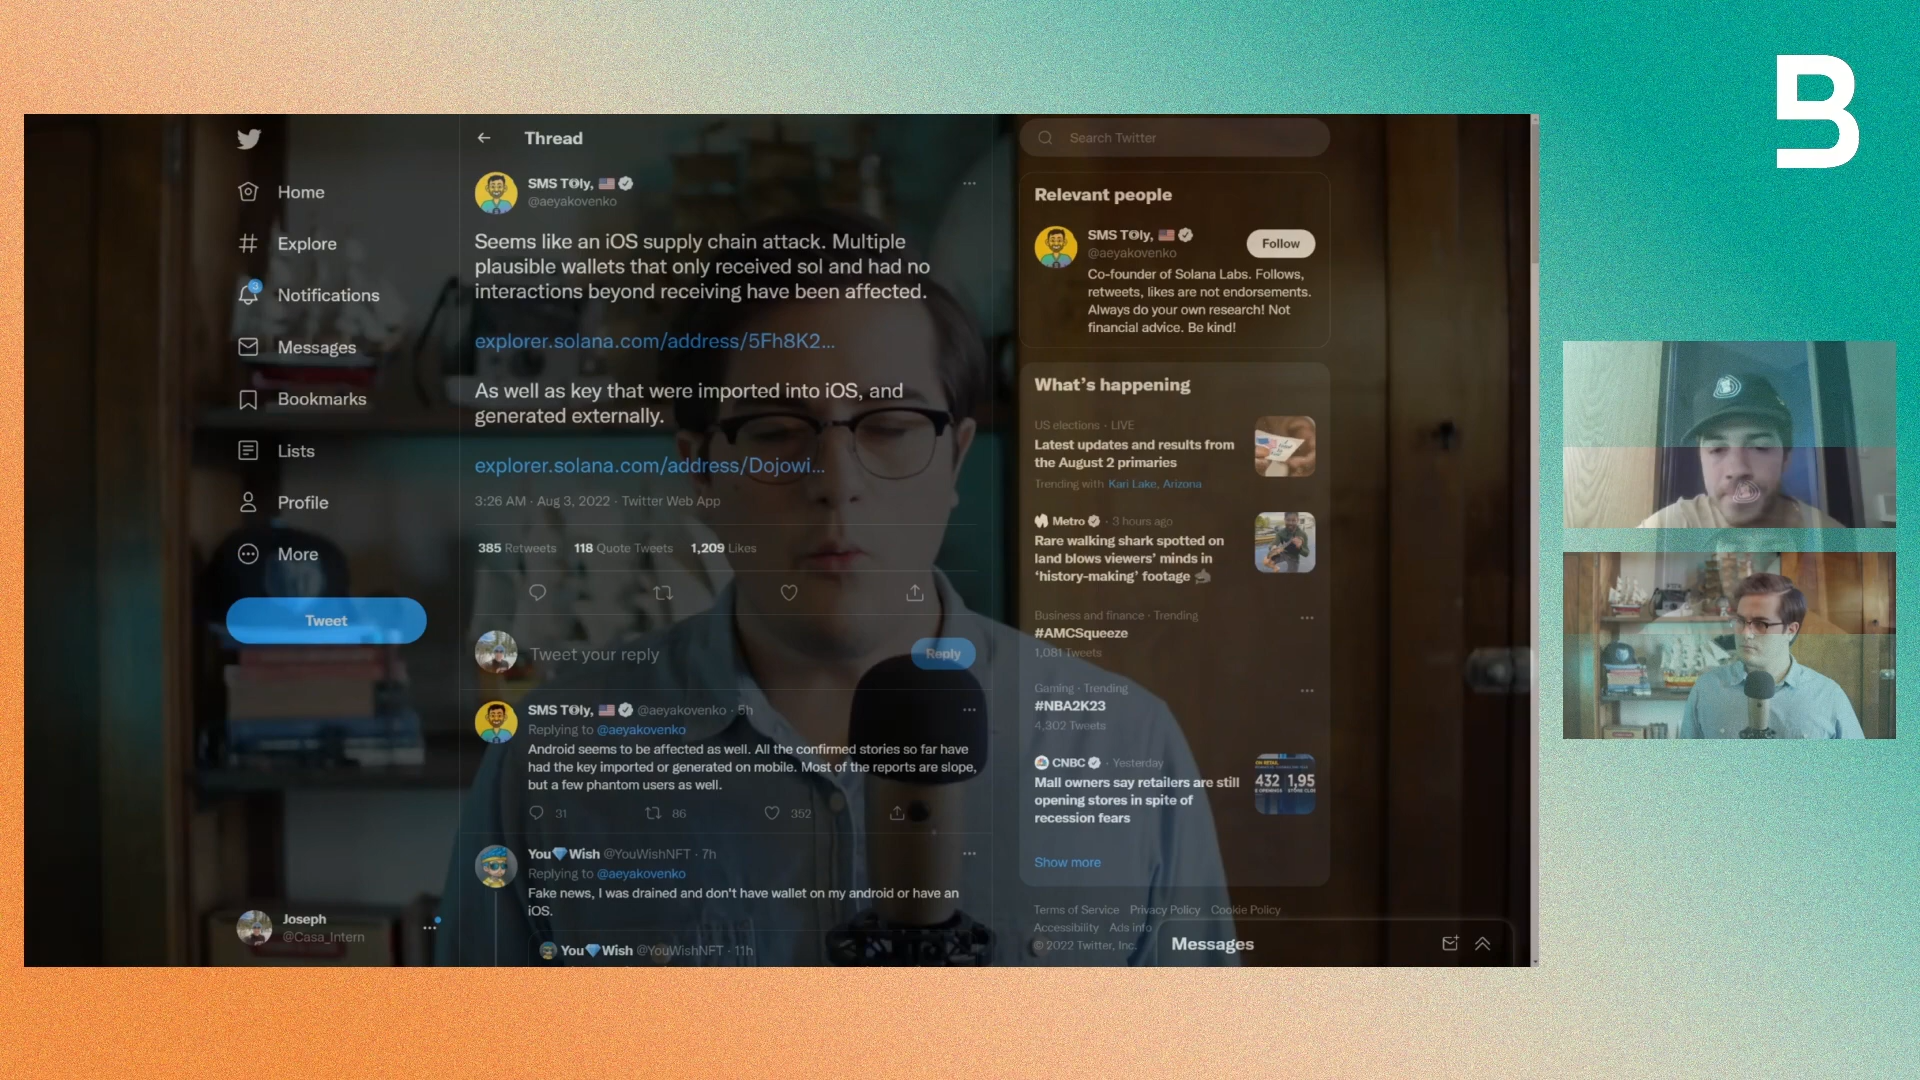 Home
Explore
3
Notifications
Messages
Bookmarks
Lists
Profile
More
Tweet
Joseph
@Casa_Intern
Thread
@aeyakovenko
Seems like an iOS supply chain attack. Multiple
plausible wallets that only received sol and had no
interactions beyond receiving have been affected.
explorer.solana.com/address/5Fh8K2...
As well as key that were imported into iOS, and
generated externally.
explorer.solana.com/address/Dojowi...
3:26 AM · Aug 3, 2022 · Twitter Web App
385 Retweets 118 Quote Tweets 1,209 Likes
Tweet your reply
Reply
SMS @aeyakovenko · 5h
Replying to @aeyakovenko
Android seems to be affected as well. All the confirmed stories so far have
had the key imported or generated on mobile. Most of the reports are slope,
but a few phantom users as well.
31 86 352
You💎Wish @YouWishNFT · 7h
Replying to @aeyakovenko
Fake news, I was drained and don't have wallet on my android or have an
iOS.
You💎Wish @YouWishNFT · 11h
Search Twitter
Relevant people
SMS
@aeyakovenko
Follow
Co-founder of Solana Labs. Follows,
retweets, likes are not endorsements.
Always do your own research! Not
financial advice. Be kind!
What's happening
US elections · LIVE
Latest updates and results from
the August 2 primaries
Trending with Kari Lake, Arizona
Metro · 3 hours ago
Rare walking shark spotted on
land blows viewers' minds in
'history-making' footage
Business and finance · Trending
#AMCSqueeze
1,081 Tweets
Gaming · Trending
#NBA2K23
4,302 Tweets
CNBC · Yesterday
Mall owners say retailers are still
opening stores in spite of
recession fears
432 1,95
Show more
Terms of Service Privacy Policy Cookie Policy
Accessibility Ads info
© 2022 Twitter, Inc.
Messages
B